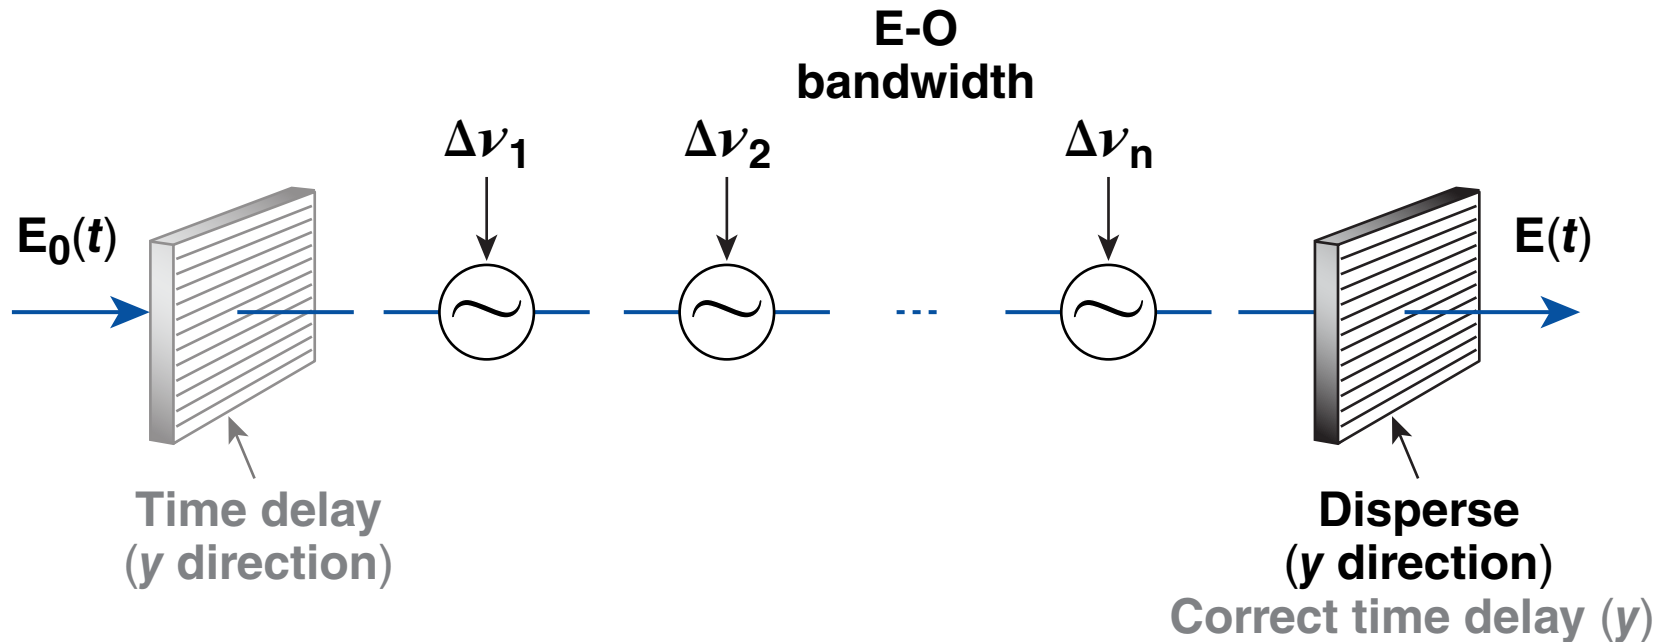 E-O
bandwidth
Δν1
Δν2
Δνn
E0(t)
E(t)
Time delay
(y direction)
Disperse
(y direction)
Correct time delay (y)